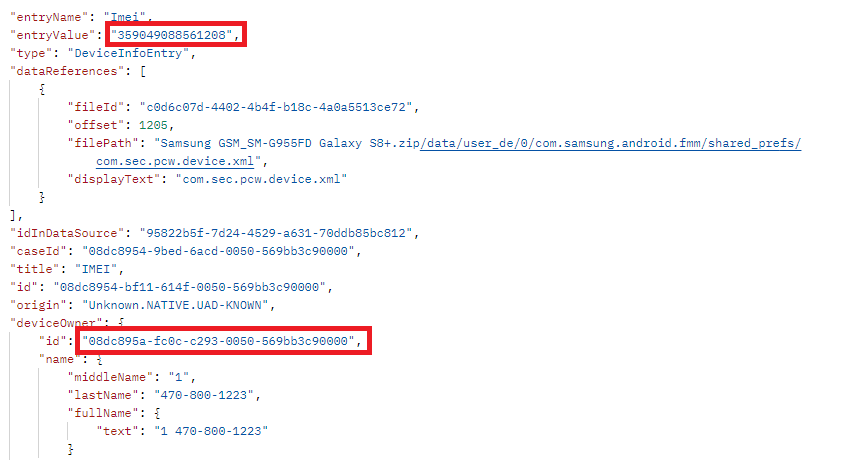 "entryName": "Imei",
"entryValue": "359049088561208",
"type": "DeviceInfoEntry",
"dataReferences": [
{
"fileId": "c0d6c07d-4402-4b4f-b18c-4a0a5513ce72",
"offset": 1205,
"filePath": "Samsung GSM_SM-G955FD Galaxy S8+.zip/data/user_de/0/com.samsung.android.fmm/shared_prefs/
com.sec.pcw.device.xml",
"displayText": "com.sec.pcw.device.xml"
}
],
"idInDataSource": "95822b5f-7d24-4529-a631-70ddb85bc812",
"caseId": "08dc8954-9bed-6acd-0050-569bb3c90000",
"title": "IMEI",
"id": "08dc8954-bf11-614f-0050-569bb3c90000",
"origin": "Unknown.NATIVE.UAD-KNOWN",
"deviceOwner": {
"id": "08dc895a-fc0c-c293-0050-569bb3c90000",
"name": {
"middleName": "1",
"lastName": "470-800-1223",
"fullName": {
"text": "1 470-800-1223"
}